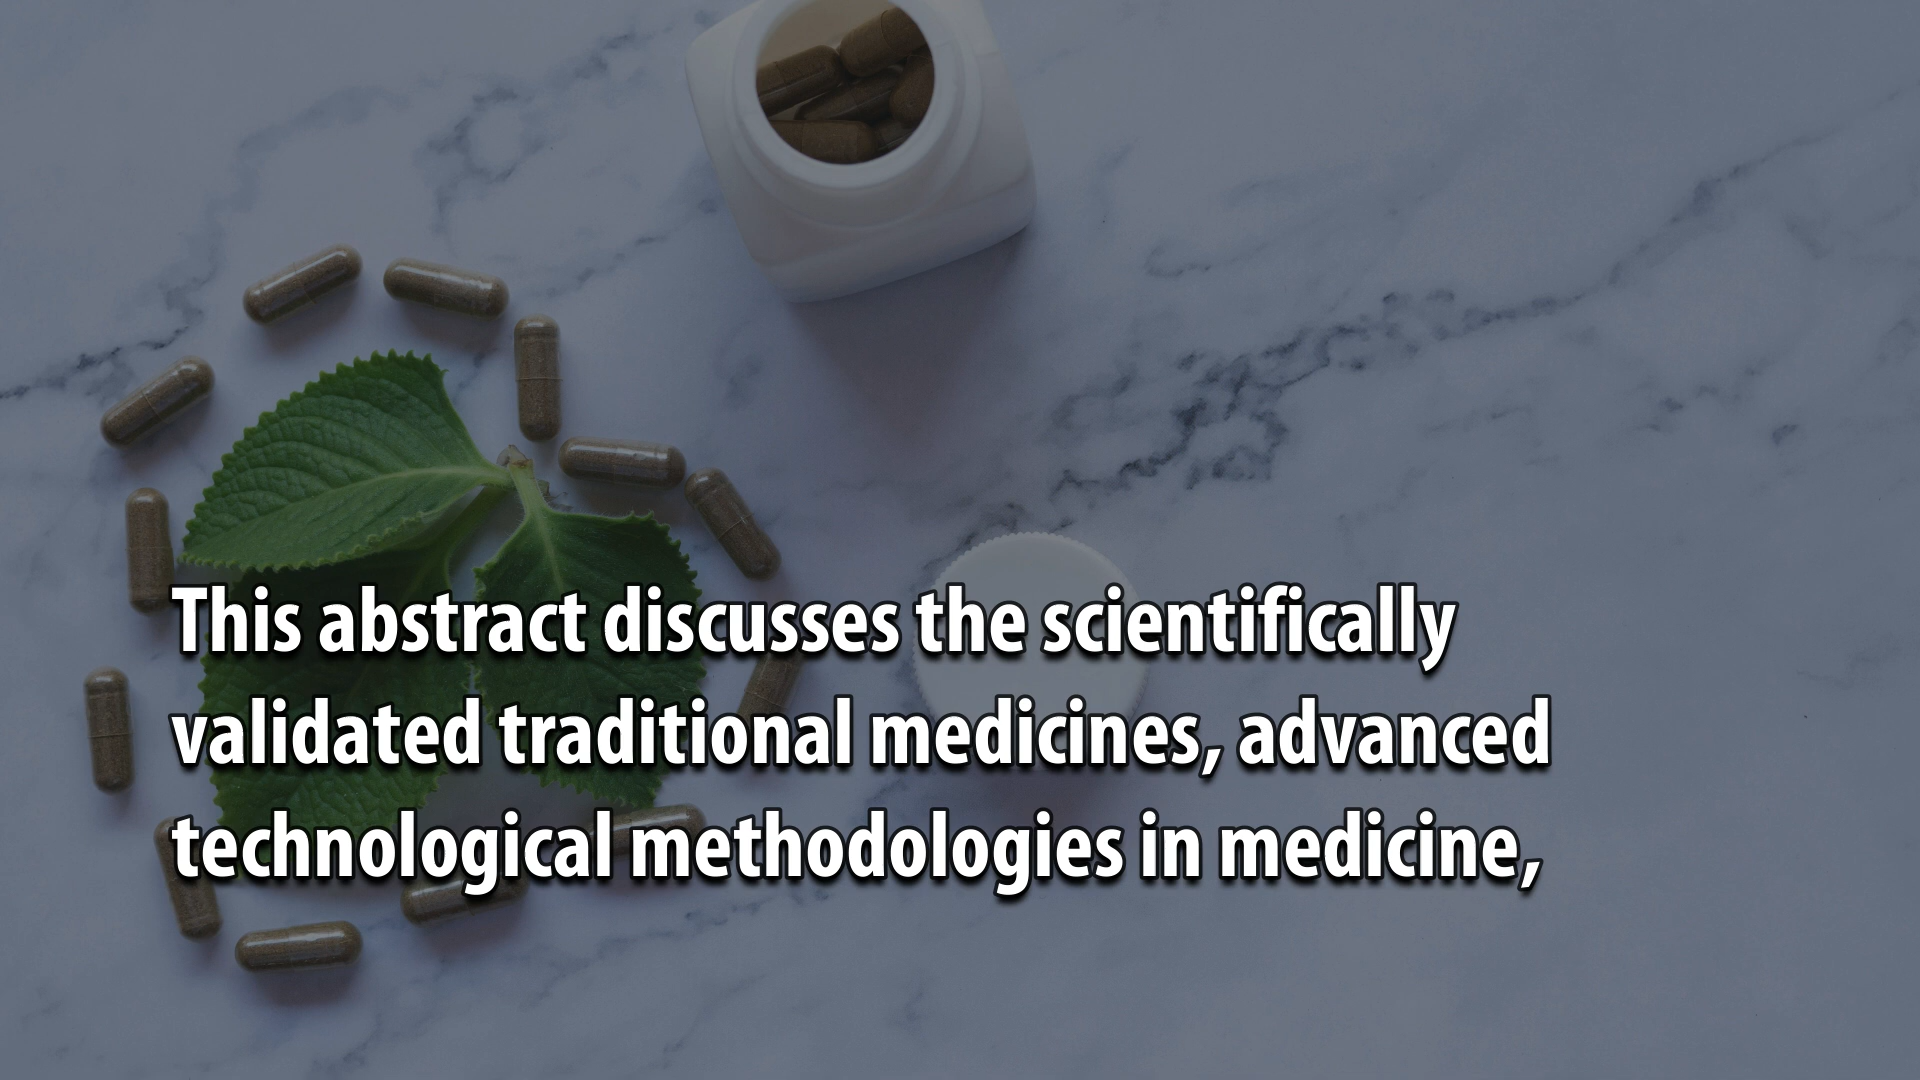 This abstract discusses the scientifically
validated traditional medicines, advanced
technological methodologies in medicine,